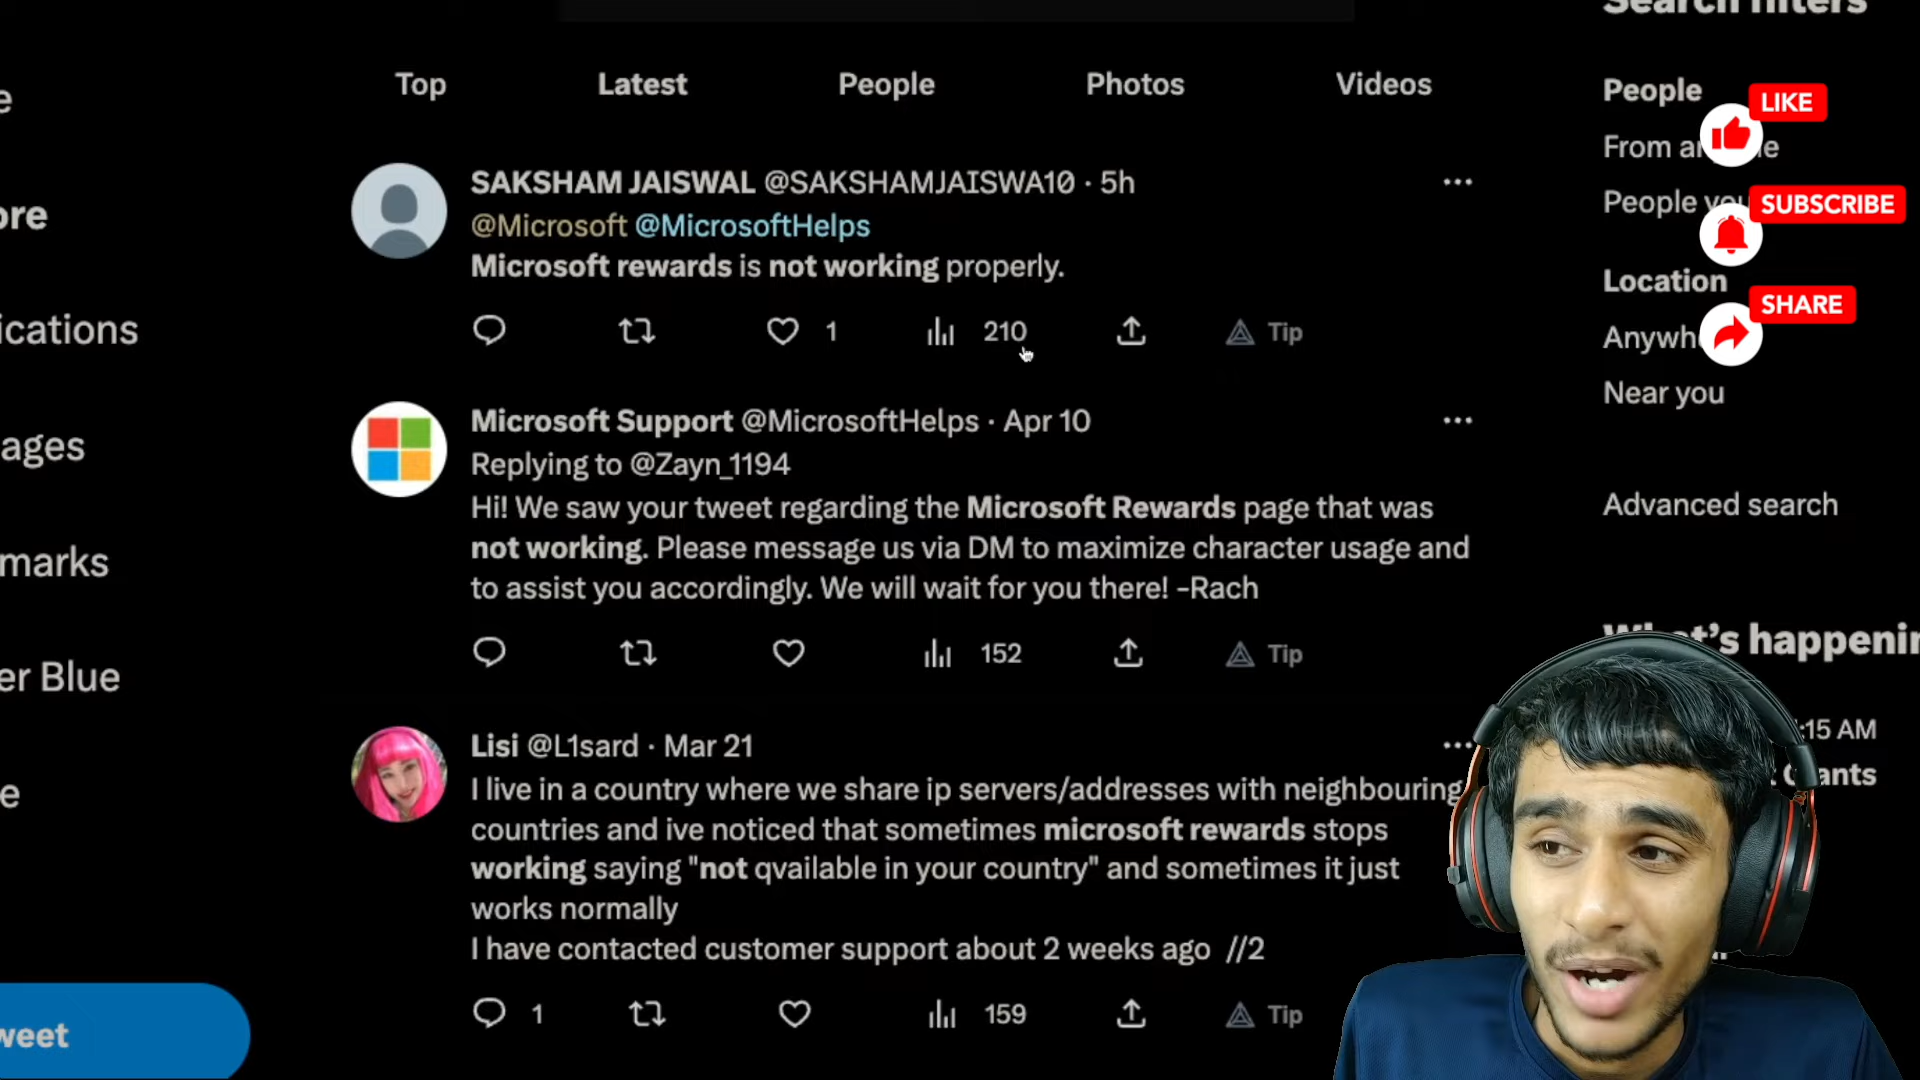 Search filters
Top Latest People Photos Videos
People
LIKE
SAKSHAM JAISWAL @SAKSHAMJAISWA10 · 5h
@Microsoft @MicrosoftHelps
Microsoft rewards is not working properly.
1 210 Tip
From
People
SUBSCRIBE
Location
SHARE
Near you
Microsoft Support @MicrosoftHelps · Apr 10
Replying to @Zayn_1194
Hi! We saw your tweet regarding the Microsoft Rewards page that was
not working. Please message us via DM to maximize character usage and
to assist you accordingly. We will wait for you there! -Rach
152 Tip
Advanced search
Lisi @L1sard · Mar 21
I live in a country where we share ip servers/addresses with neighbouring
countries and ive noticed that sometimes microsoft rewards stops
working saying "not qvailable in your country" and sometimes it just
works normally
I have contacted customer support about 2 weeks ago //2
1 159 Tip
:15 AM
ore
ications
ages
marks
er Blue
e
weet